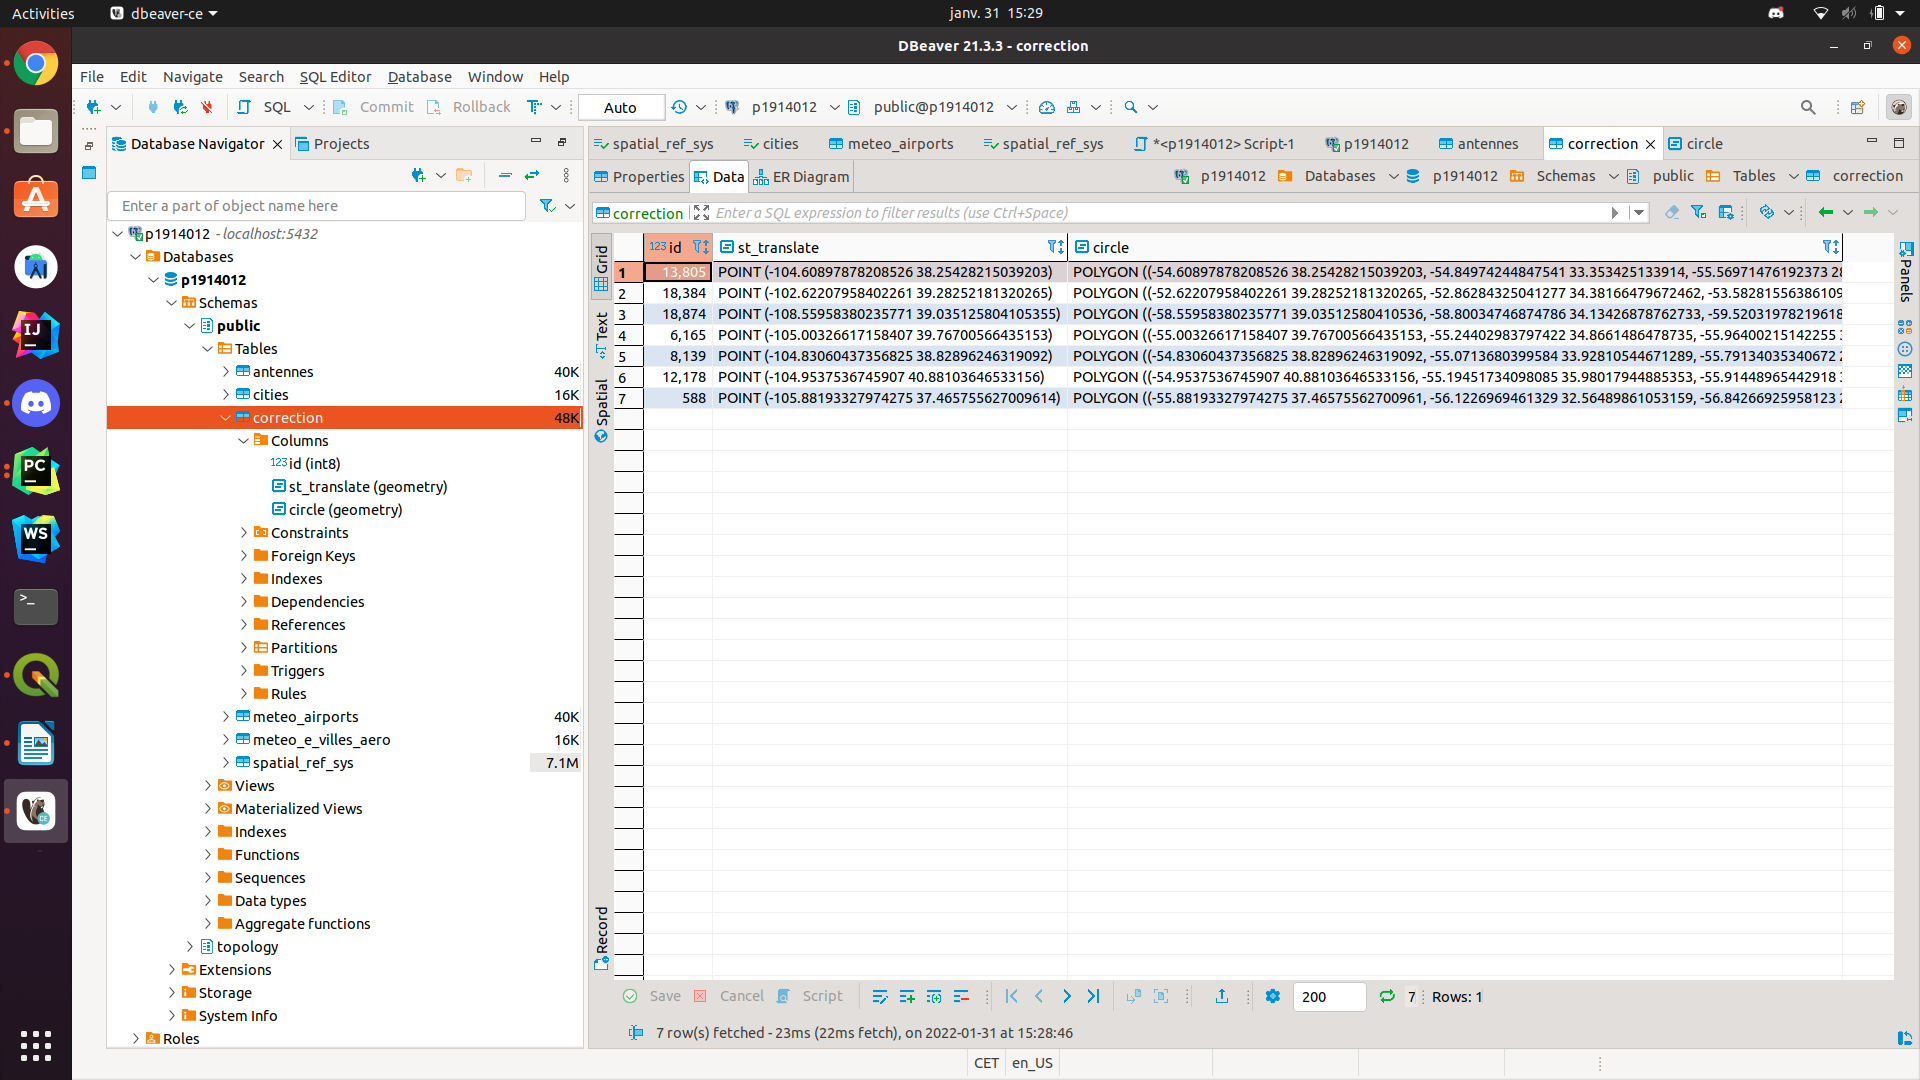 Activities
dbeaver-ce
janv. 31 15:29
DBeaver 21.3.3 - correction
File Edit Navigate Search SQL Editor Database Window Help
SQL Commit Rollback Auto p1914012 public@p1914012
Database Navigator Projects
spatial_ref_sys cities meteo_airports spatial_ref_sys *<p1914012> Script-1 p1914012 antennes correction circle
Properties Data ER Diagram p1914012 Databases p1914012 Schemas public Tables correction
Enter a part of object name here
correction Enter a SQL expression to filter results (use Ctrl+Space)
p1914012 - localhost:5432
Databases
p1914012
Schemas
public
Tables
antennes 40K
cities 16K
correction 48K
Columns
123 id (int8)
st_translate (geometry)
circle (geometry)
Constraints
Foreign Keys
Indexes
Dependencies
References
Partitions
Triggers
Rules
meteo_airports 40K
meteo_e_villes_aero 16K
spatial_ref_sys 7.1M
Views
Materialized Views
Indexes
Functions
Sequences
Data types
Aggregate functions
topology
Extensions
Storage
System Info
Roles
Grid
Text
Spatial
Record
123 id st_translate circle
1 13,805 POINT (-104.60897878208526 38.25428215039203) POLYGON ((-54.60897878208526 38.25428215039203, -54.84974244847541 33.353425133914, -55.56971476192373 28
2 18,384 POINT (-102.62207958402261 39.28252181320265) POLYGON ((-52.62207958402261 39.28252181320265, -52.86284325041277 34.38166479672462, -53.58281556386109
3 18,874 POINT (-108.55958380235771 39.035125804105355) POLYGON ((-58.55958380235771 39.03512580410536, -58.80034746874786 34.13426878762733, -59.52031978219618
4 6,165 POINT (-105.00326617158407 39.76700646435153) POLYGON ((-55.00326617158407 39.76700646435153, -55.24402983797422 34.8661486478735, -55.96400215142255 3
5 8,139 POINT (-104.83060437356825 38.82896246319092) POLYGON ((-54.83060437356825 38.82896246319092, -55.0713680399584 33.92810544671289, -55.79134035340672 2
6 12,178 POINT (-104.9537536745907 40.88103646533156) POLYGON ((-54.9537536745907 40.88103646533156, -55.19451734098085 35.98017944885353, -55.91448965442918 3
7 588 POINT (-105.88193327974275 37.465755627009614) POLYGON ((-55.88193327974275 37.46575562700961, -56.1226969461329 32.56489861053159, -56.84266925958123 2
Panels
Save Cancel Script 200 7 Rows: 1
7 row(s) fetched - 23ms (22ms fetch), on 2022-01-31 at 15:28:46
CET en_US